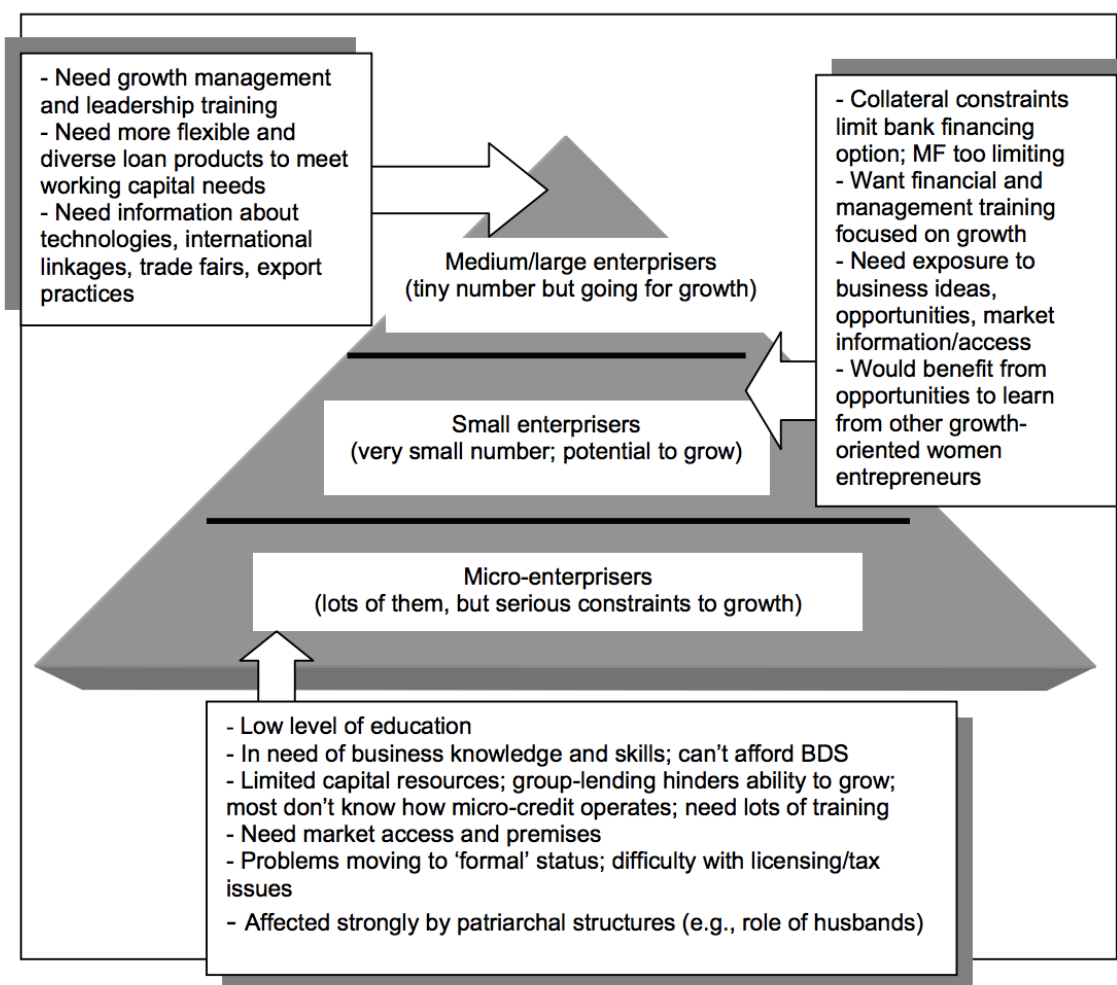 - Need growth management
and leadership training
- Need more flexible and
diverse loan products to meet
working capital needs
- Need information about
technologies, international
linkages, trade fairs, export
practices
- Collateral constraints
limit bank financing
option; MF too limiting
- Want financial and
management training
focused on growth
- Need exposure to
business ideas,
opportunities, market
information/access
- Would benefit from
opportunities to learn
from other growth-
oriented women
entrepreneurs
Medium/large enterprisers
(tiny number but going for growth)
Small enterprisers
(very small number; potential to grow)
Micro-enterprisers
(lots of them, but serious constraints to growth)
- Low level of education
- In need of business knowledge and skills; can’t afford BDS
- Limited capital resources; group-lending hinders ability to grow;
most don’t know how micro-credit operates; need lots of training
- Need market access and premises
- Problems moving to ‘formal’ status; difficulty with licensing/tax
issues
– Affected strongly by patriarchal structures (e.g., role of husbands)